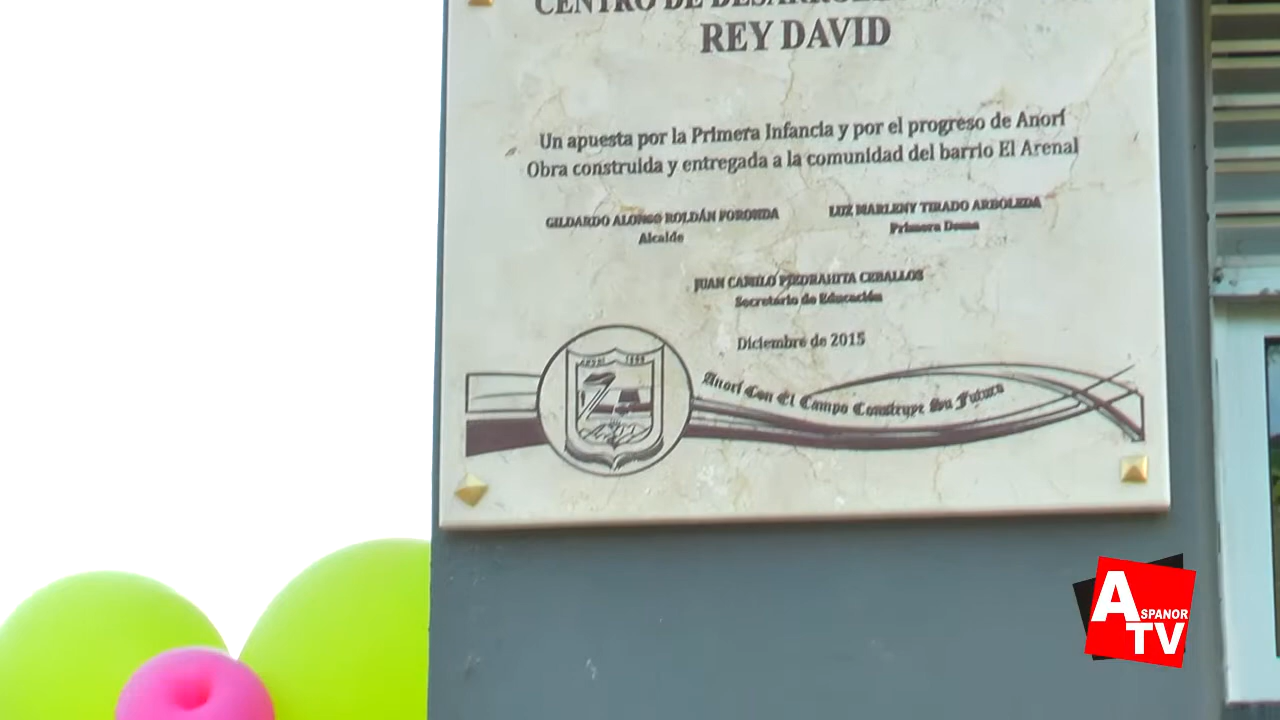 CENTRO DE DESARROLLO
REY DAVID
Un apuesta por la Primera Infancia y por el progreso de Anorí
Obra construida y entregada a la comunidad del barrio El Arenal
GILDARDO ALONSO ROLDÁN FORONDA
Alcalde
LUZ MARLENY TIRADO ARBOLEDA
Primera Dama
JUAN CAMILO PIEDRAHITA CEBALLOS
Secretario de Educación
Diciembre de 2015
Anorí Con El Campo Construye Su Futuro
ASPANOR
TV